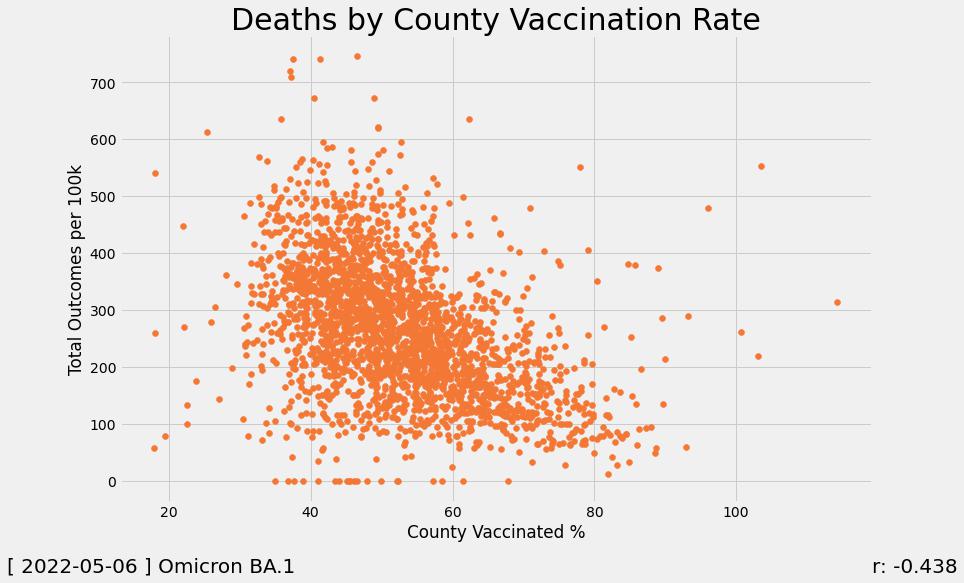 Deaths by County Vaccination Rate
Total Outcomes per 100k
700
600
500
400
300
200
100
0
20 40 60 80 100
County Vaccinated %
[ 2022-05-06 ] Omicron BA.1 r: -0.438